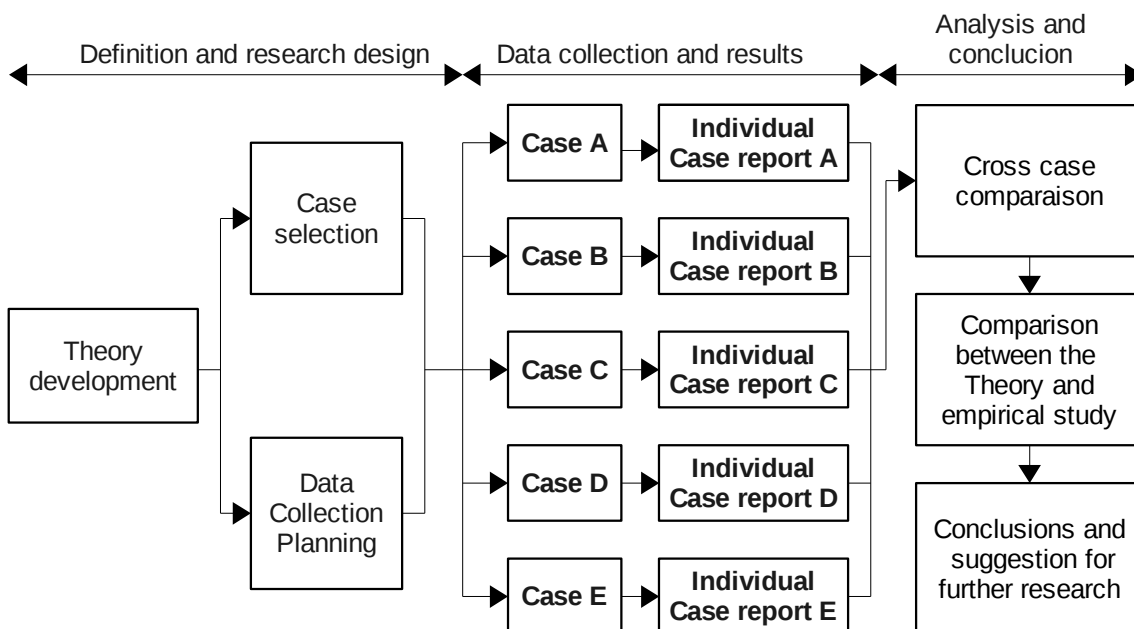 Definition and research design
Data collection and results
Analysis and
conclucion
Theory
development
Case
selection
Data
Collection
Planning
Case A
Individual
Case report A
Case B
Individual
Case report B
Case C
Individual
Case report C
Case D
Individual
Case report D
Case E
Individual
Case report E
Cross case
comparaison
Comparison
between the
Theory and
empirical study
Conclusions and
suggestion for
further research